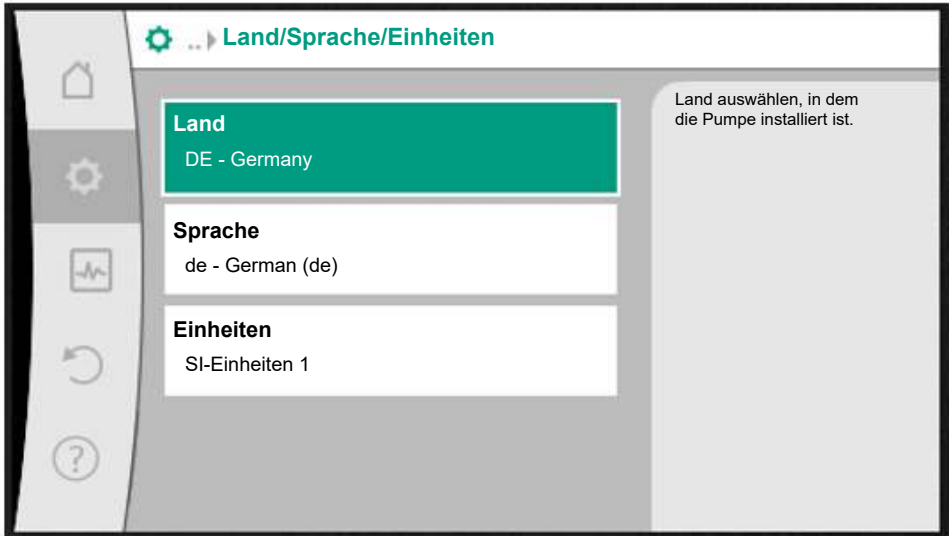 ..▸ Land/Sprache/Einheiten
Land
DE - Germany
Sprache
de - German (de)
Einheiten
SI-Einheiten 1
Land auswählen, in dem
die Pumpe installiert ist.
?